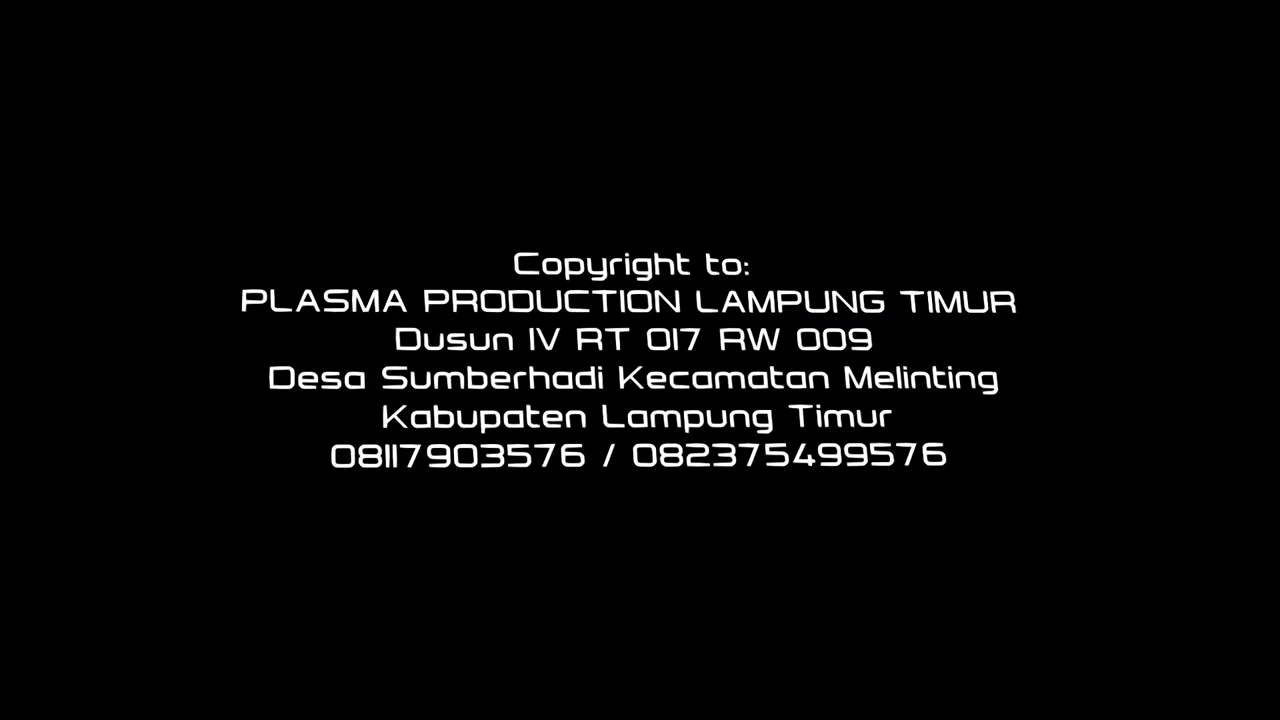 Copyright to:
PLASMA PRODUCTION LAMPUNG TIMUR
Dusun IV RT 017 RW 009
Desa Sumberhadi Kecamatan Melinting
Kabupaten Lampung Timur
08117903576 / 082375499576